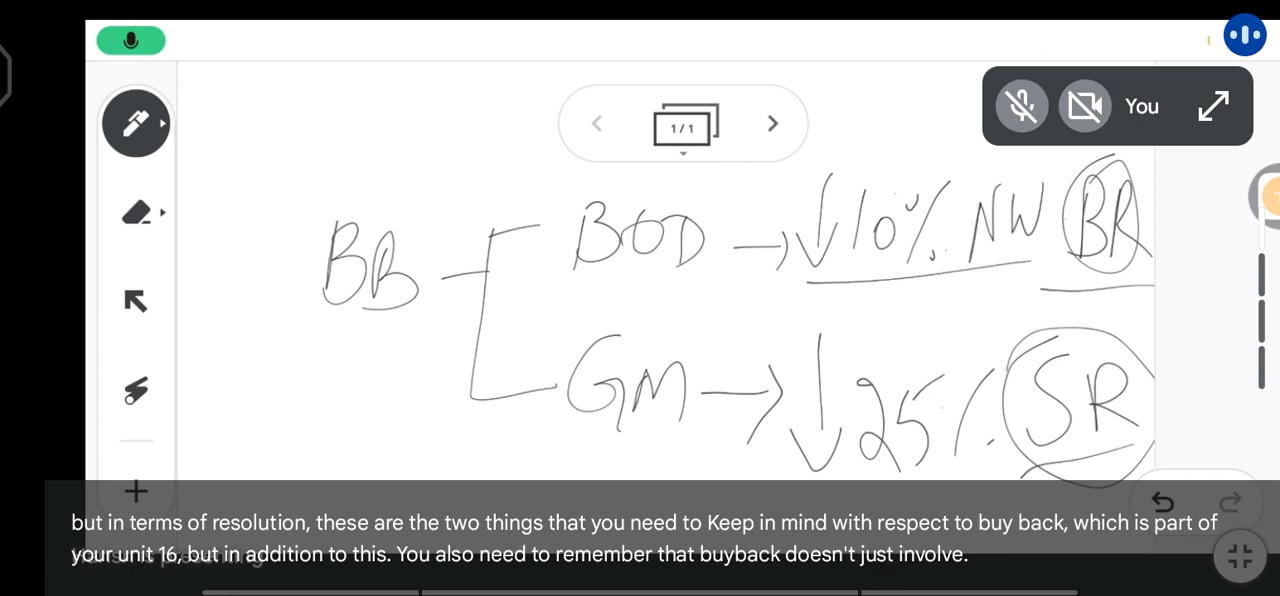 You
1 / 1
BB BOD → ↓ 10% NW BR
GM → ↓ 25% SR
but in terms of resolution, these are the two things that you need to Keep in mind with respect to buy back, which is part of
your unit 16, but in addition to this. You also need to remember that buyback doesn't just involve.